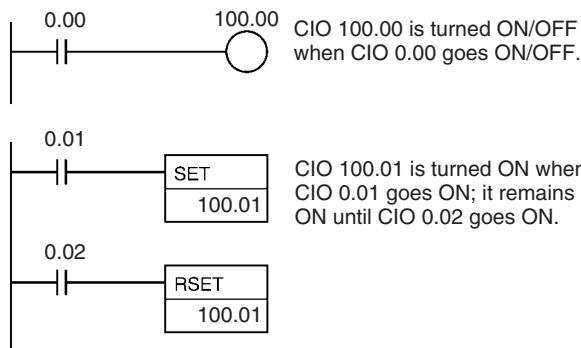 0.00
100.00
CIO 100.00 is turned ON/OFF
when CIO 0.00 goes ON/OFF.
0.01
SET
100.01
CIO 100.01 is turned ON when
CIO 0.01 goes ON; it remains
ON until CIO 0.02 goes ON.
0.02
RSET
100.01